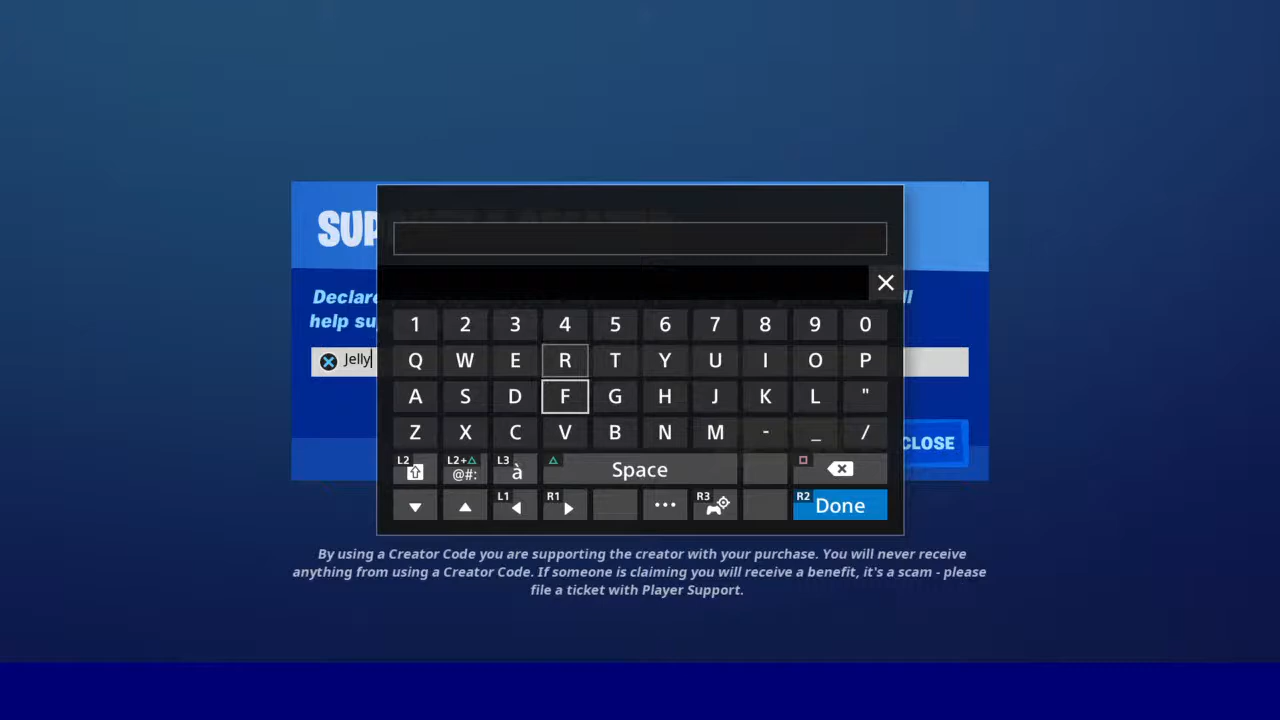 SUP
Declare
ll
help su
Jelly
1 2 3 4 5 6 7 8 9 0
Q W E R T Y U I O P
A S D F G H J K L "
Z X C V B N M - _ /
CLOSE
L2 L2+△ @#: L3 à △ Space
L1 R1 ... R3 R2 Done
By using a Creator Code you are supporting the creator with your purchase. You will never receive
anything from using a Creator Code. If someone is claiming you will receive a benefit, it's a scam - please
file a ticket with Player Support.